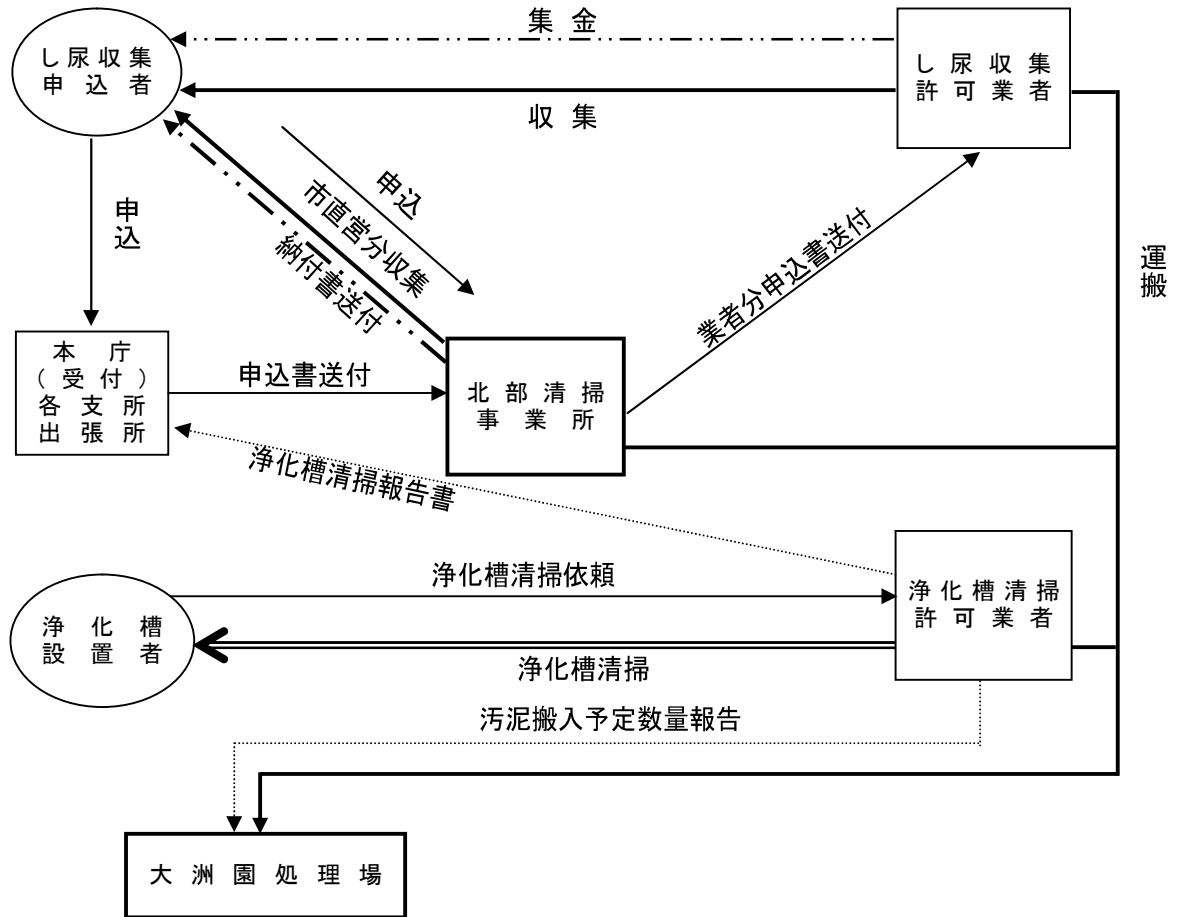 集金
し尿収集
申込者
し尿収集
許可業者
収集
申込
申込
市直営分収集
納付書送付
業者分申込書送付
運搬
本庁
（受付）
各支所
出張所
申込書送付
北部清掃
事業所
浄化槽清掃報告書
浄化槽清掃依頼
浄化槽清掃
許可業者
浄化槽
設置者
浄化槽清掃
汚泥搬入予定数量報告
大洲園処理場